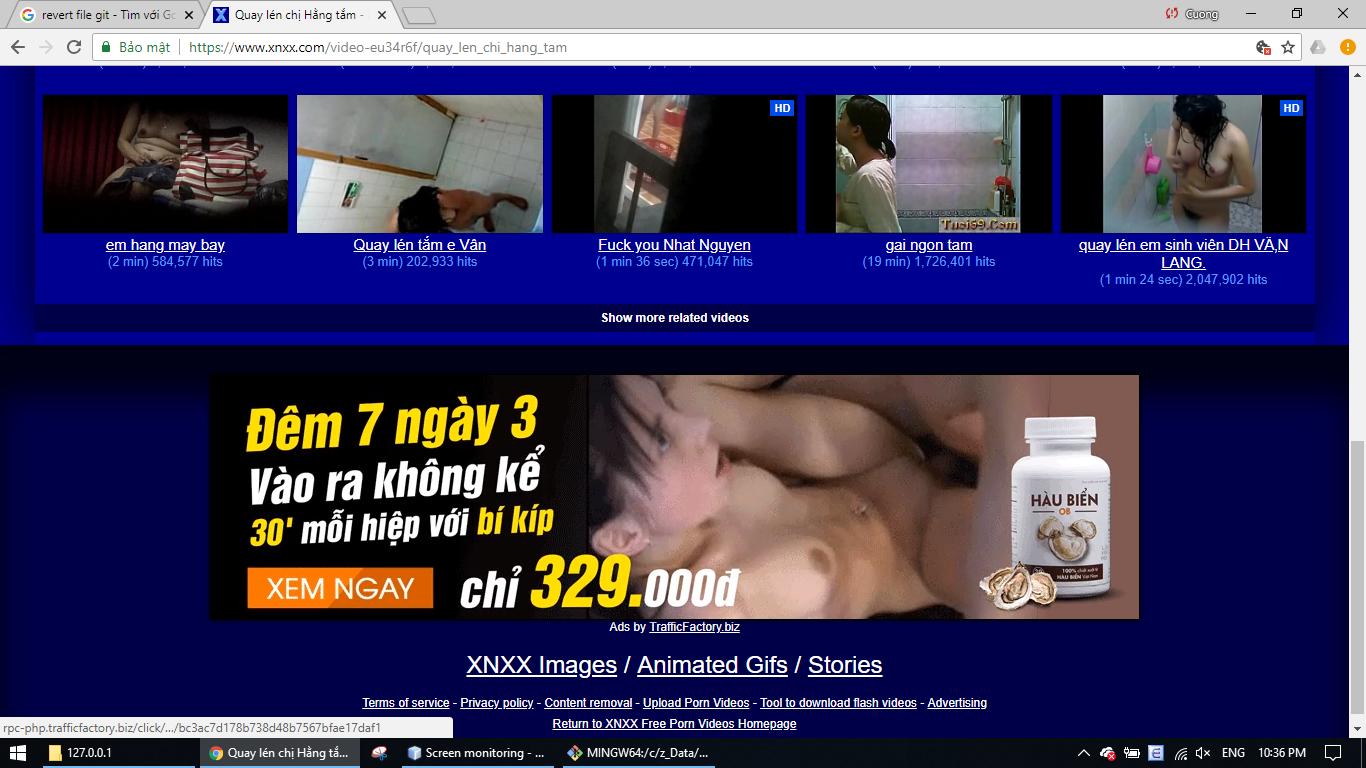 revert file git - Tìm với Go
Quay lén chị Hằng tắm -
Cuong
Bảo mật
https://www.xnxx.com/video-eu34r6f/quay_len_chi_hang_tam
HD
HD
Tusi99.Com
em hang may bay
(2 min) 584,577 hits
Quay lén tắm e Vân
(3 min) 202,933 hits
Fuck you Nhat Nguyen
(1 min 36 sec) 471,047 hits
gai ngon tam
(19 min) 1,726,401 hits
quay lén em sinh viên DH VÄ‚N
LANG.
(1 min 24 sec) 2,047,902 hits
Show more related videos
Đêm 7 ngày 3
Vào ra không kể
30' mỗi hiệp với bí kíp
XEM NGAY
chỉ 329.000đ
HÀU BIỂN
OB
HÀU BIỂN Việt Nam
Ads by TrafficFactory.biz
XNXX Images / Animated Gifs / Stories
Terms of service - Privacy policy - Content removal - Upload Porn Videos - Tool to download flash videos - Advertising
Return to XNXX Free Porn Videos Homepage
rpc-php.trafficfactory.biz/click/.../bc3ac7d178b738d48b7567bfae17daf1
127.0.0.1
Quay lén chị Hằng tắ...
Screen monitoring - ...
MINGW64:/c/z_Data/...
ENG
10:36 PM